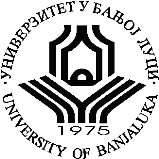 УНИВЕРЗИТЕТ У БАЊОЈ ЛУЦИ
1975
UNIVERSITY OF BANJALUKA